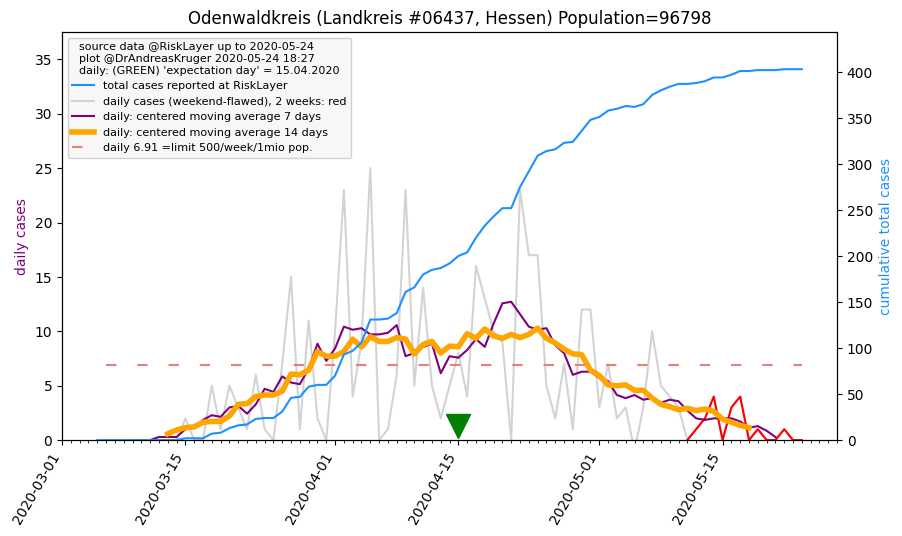 Odenwaldkreis (Landkreis #06437, Hessen) Population=96798
source data @RiskLayer up to 2020-05-24
plot @DrAndreasKruger 2020-05-24 18:27
daily: (GREEN) 'expectation day' = 15.04.2020
total cases reported at RiskLayer
daily cases (weekend-flawed), 2 weeks: red
daily: centered moving average 7 days
daily: centered moving average 14 days
daily 6.91 =limit 500/week/1mio pop.
daily cases
35
30
25
20
15
10
5
0
cumulative total cases
400
350
300
250
200
150
100
50
0
2020-03-01
2020-03-15
2020-04-01
2020-04-15
2020-05-01
2020-05-15